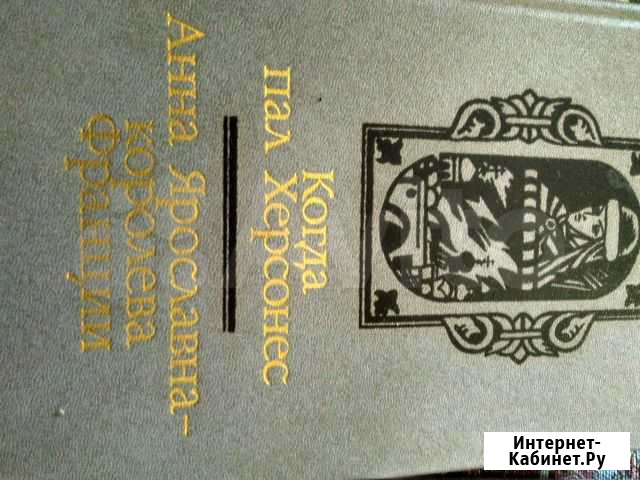 Когда
пал Херсонес
Анна Ярославна-
королева
Франции
Интернет-
Кабинет.Ру